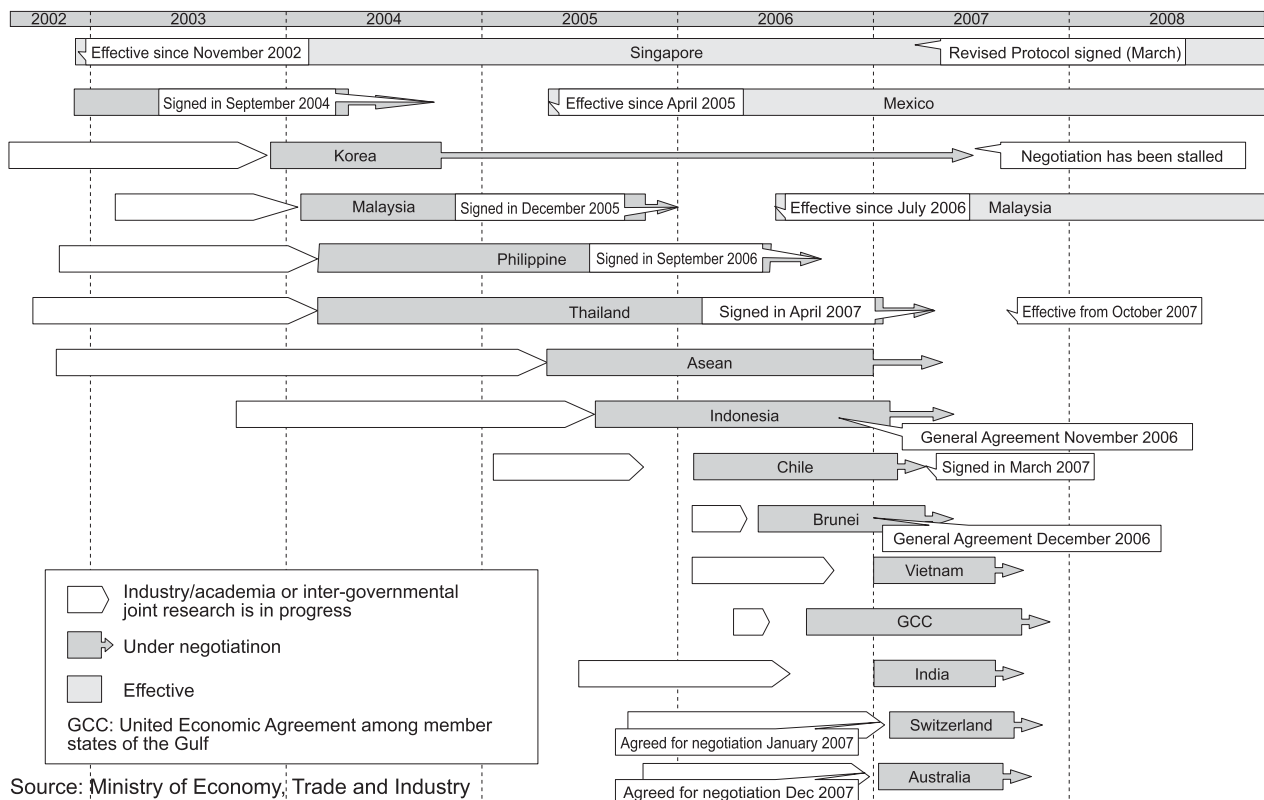 2002 2003 2004 2005 2006 2007 2008
Effective since November 2002 Singapore Revised Protocol signed (March)
Signed in September 2004 Effective since April 2005 Mexico
Korea Negotiation has been stalled
Malaysia Signed in December 2005 Effective since July 2006 Malaysia
Philippine Signed in September 2006
Thailand Signed in April 2007 Effective from October 2007
Asean
Indonesia
General Agreement November 2006
Chile Signed in March 2007
Brunei
General Agreement December 2006
Vietnam
GCC
India
Switzerland
Agreed for negotiation January 2007
Australia
Agreed for negotiation Dec 2007
Industry/academia or inter-governmental
joint research is in progress
Under negotiatinon
Effective
GCC: United Economic Agreement among member
states of the Gulf
Source: Ministry of Economy, Trade and Industry